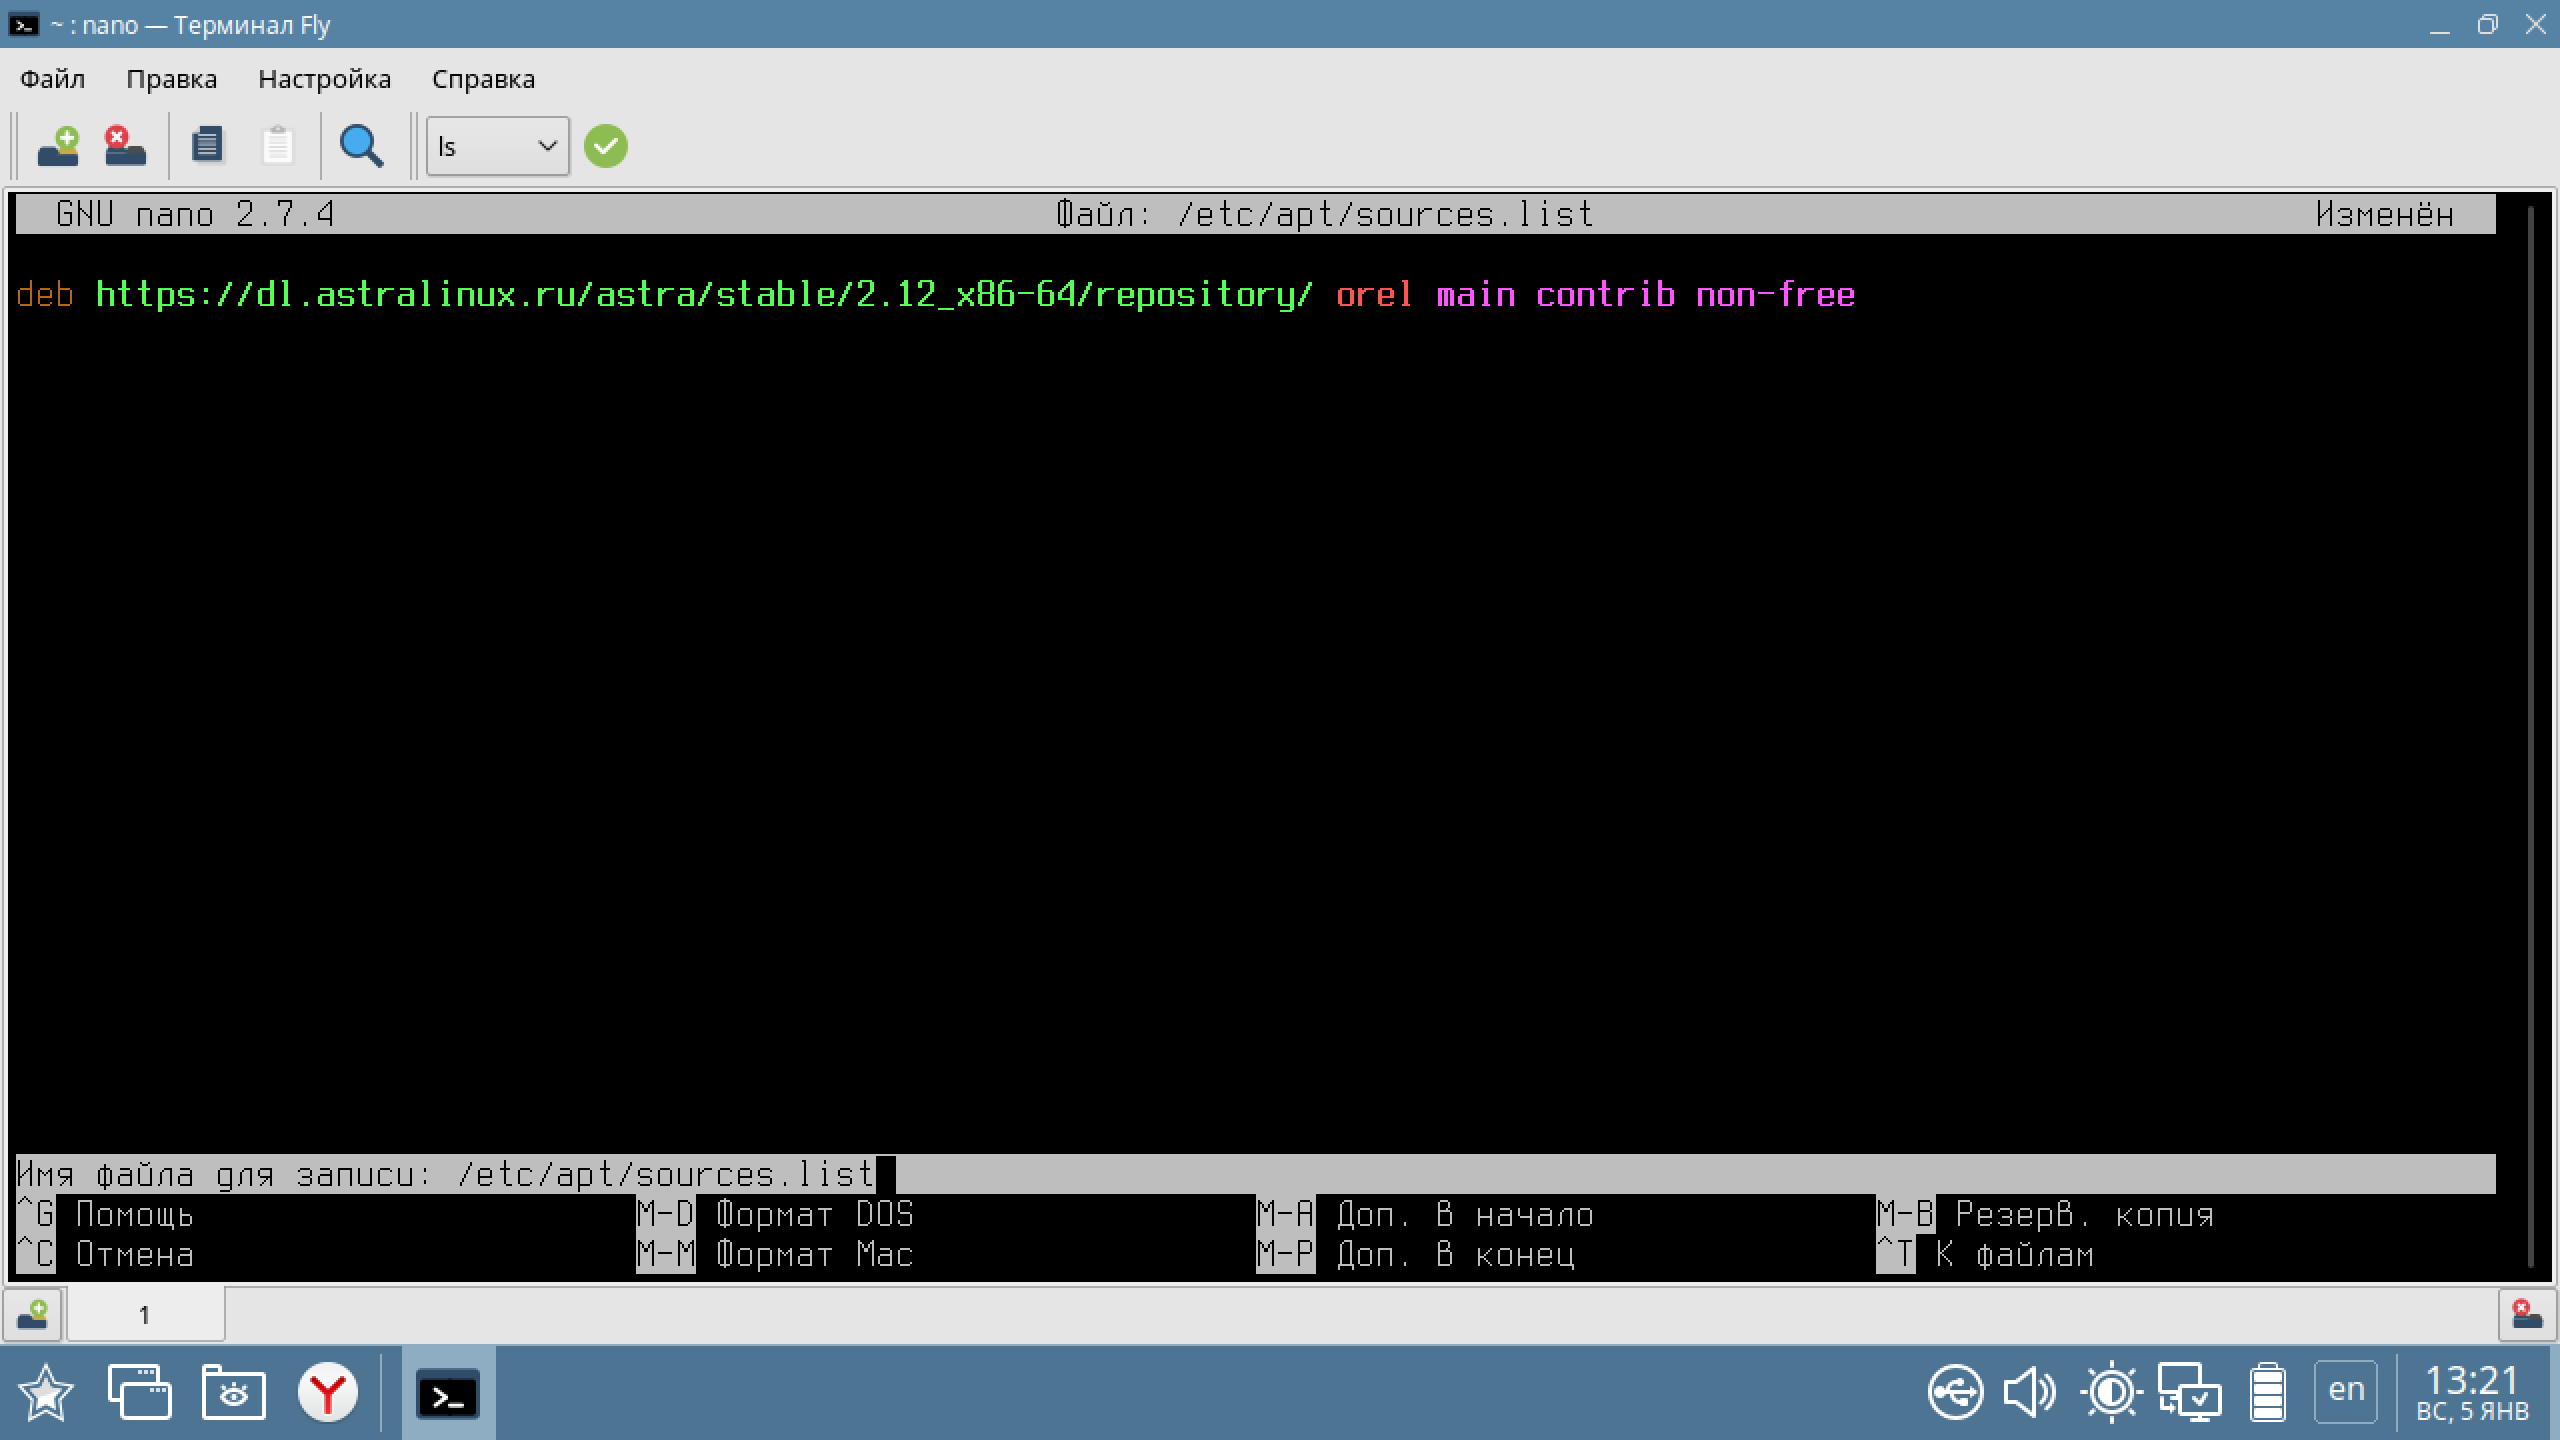 ~ : nano — Терминал Fly
Файл Правка Настройка Справка
ls
GNU nano 2.7.4 Файл: /etc/apt/sources.list Изменён
deb https://dl.astralinux.ru/astra/stable/2.12_x86-64/repository/ orel main contrib non-free
Имя файла для записи: /etc/apt/sources.list
^G Помощь M-D Формат DOS M-A Доп. в начало M-B Резерв. копия
^C Отмена M-M Формат Mac M-P Доп. в конец ^T К файлам
1
en 13:21
ВС, 5 ЯНВ